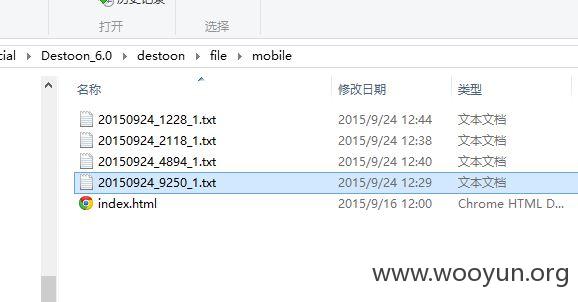 历史记录
打开 选择
cial › Destoon_6.0 › destoon › file › mobile
名称 修改日期 类型
20150924_1228_1.txt 2015/9/24 12:44 文本文档
20150924_2118_1.txt 2015/9/24 12:38 文本文档
20150924_4894_1.txt 2015/9/24 12:40 文本文档
20150924_9250_1.txt 2015/9/24 12:29 文本文档
index.html 2015/9/16 12:00 Chrome HTML D...
www.wooyun.org